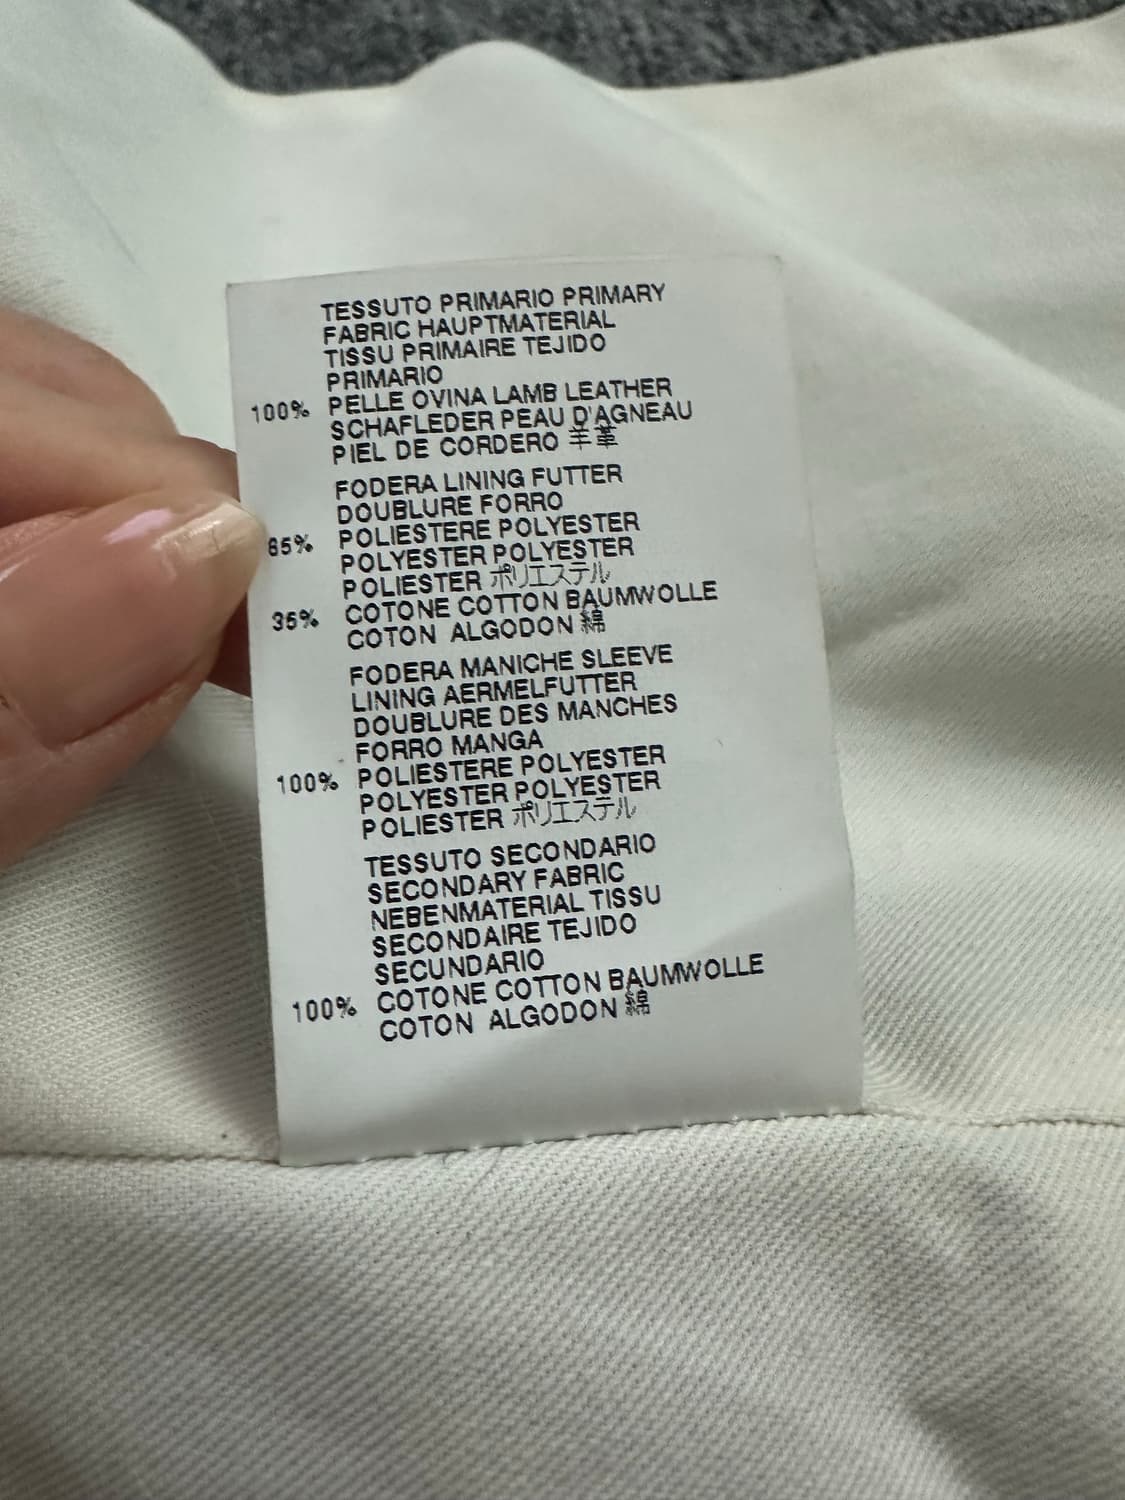 TESSUTO PRIMARIO PRIMARY
FABRIC HAUPTMATERIAL
TISSU PRIMAIRE TEJIDO
PRIMARIO
100% PELLE OVINA LAMB LEATHER
SCHAFLEDER PEAU D'AGNEAU
PIEL DE CORDERO 羊革
FODERA LINING FUTTER
DOUBLURE FORRO
65% POLIESTERE POLYESTER
POLYESTER POLYESTER
POLIESTER ポリエステル
35% COTONE COTTON BAUMWOLLE
COTON ALGODON 綿
FODERA MANICHE SLEEVE
LINING AERMELFUTTER
DOUBLURE DES MANCHES
FORRO MANGA
100% POLIESTERE POLYESTER
POLYESTER POLYESTER
POLIESTER ポリエステル
TESSUTO SECONDARIO
SECONDARY FABRIC
NEBENMATERIAL TISSU
SECONDAIRE TEJIDO
SECUNDARIO
100% COTONE COTTON BAUMWOLLE
COTON ALGODON 綿